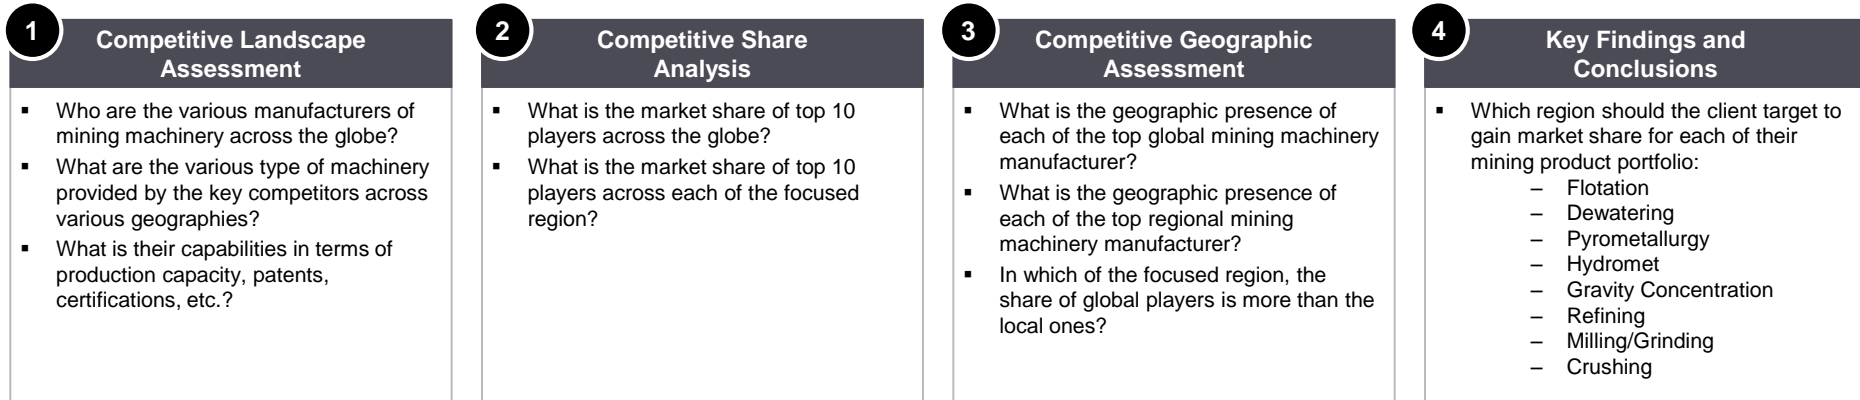 1
Competitive Landscape
Assessment
▪ Who are the various manufacturers of
mining machinery across the globe?
▪ What are the various type of machinery
provided by the key competitors across
various geographies?
▪ What is their capabilities in terms of
production capacity, patents,
certifications, etc.?
2
Competitive Share
Analysis
▪ What is the market share of top 10
players across the globe?
▪ What is the market share of top 10
players across each of the focused
region?
3
Competitive Geographic
Assessment
▪ What is the geographic presence of
each of the top global mining machinery
manufacturer?
▪ What is the geographic presence of
each of the top regional mining
machinery manufacturer?
▪ In which of the focused region, the
share of global players is more than the
local ones?
4
Key Findings and
Conclusions
▪ Which region should the client target to
gain market share for each of their
mining product portfolio:
– Flotation
– Dewatering
– Pyrometallurgy
– Hydromet
– Gravity Concentration
– Refining
– Milling/Grinding
– Crushing